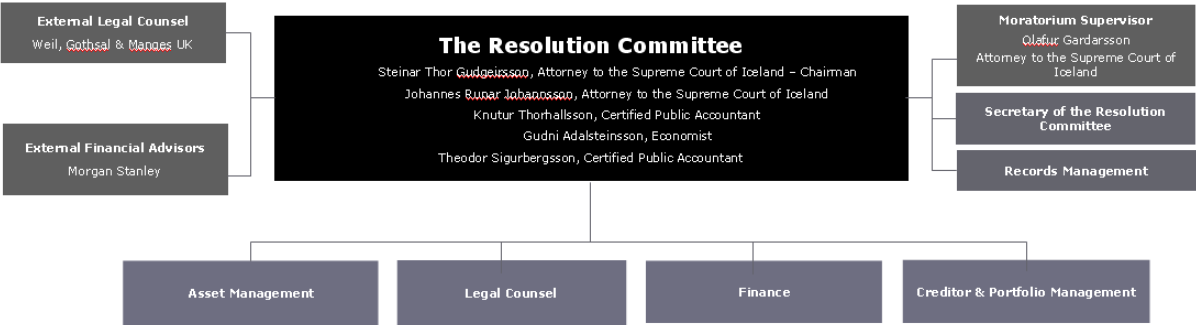 External Legal Counsel
Weil, Gothsal & Manges UK
External Financial Advisors
Morgan Stanley
The Resolution Committee
Steinar Thor Gudgeirsson, Attorney to the Supreme Court of Iceland – Chairman
Johannes Runar Johannsson, Attorney to the Supreme Court of Iceland
Knutur Thorhallsson, Certified Public Accountant
Gudni Adalsteinsson, Economist
Theodor Sigurbergsson, Certified Public Accountant
Moratorium Supervisor
Olafur Gardarsson
Attorney to the Supreme Court of
Iceland
Secretary of the Resolution
Committee
Records Management
Asset Management
Legal Counsel
Finance
Creditor & Portfolio Management